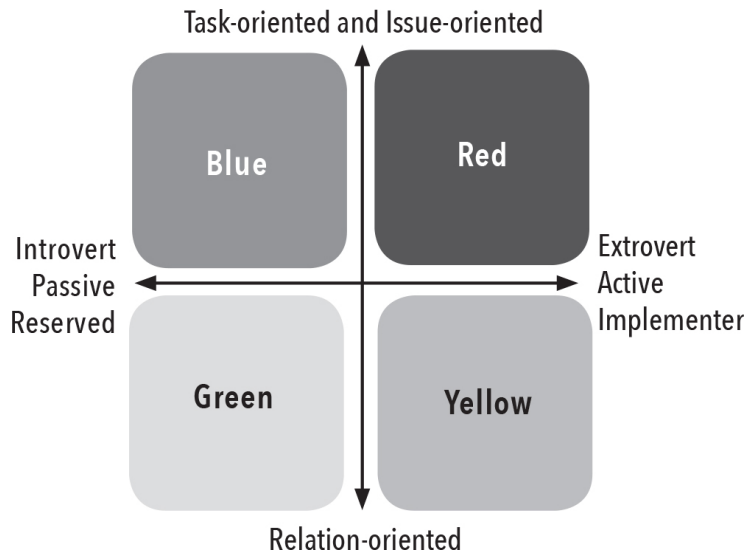 Task-oriented and Issue-oriented
Blue
Red
Introvert
Passive
Reserved
Extrovert
Active
Implementer
Green
Yellow
Relation-oriented